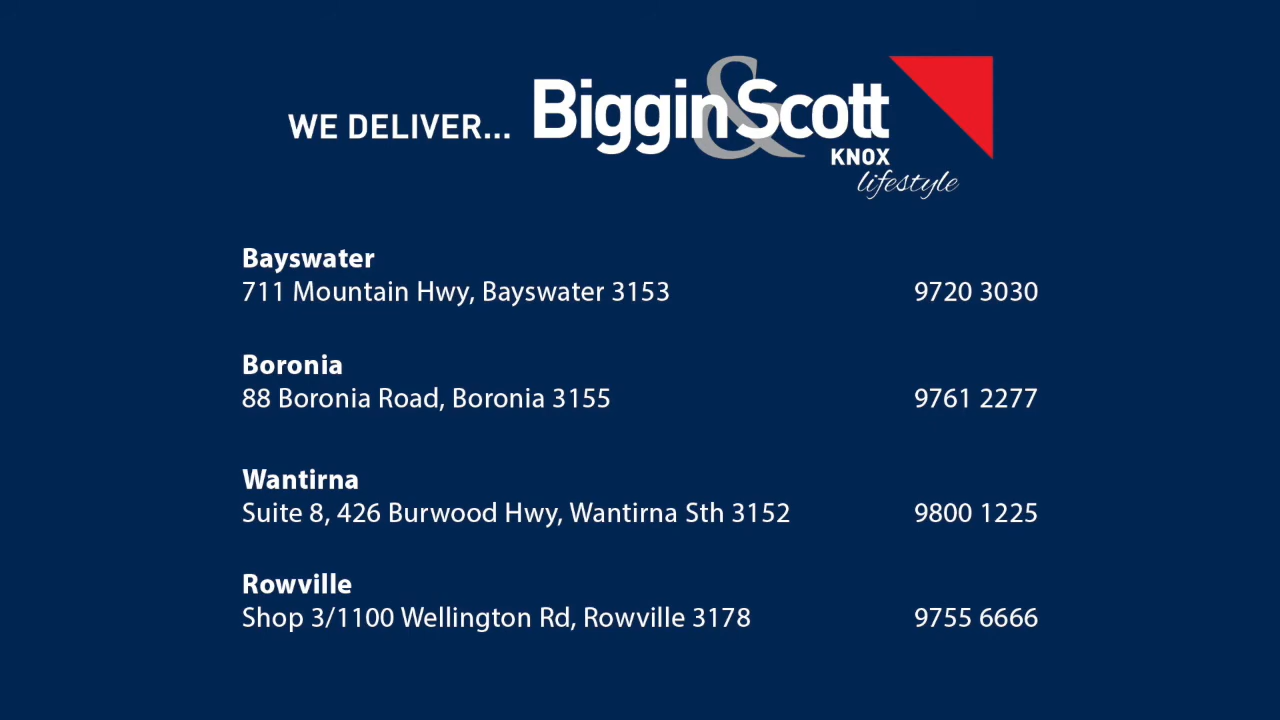 WE DELIVER... Biggin&Scott
KNOX
lifestyle
Bayswater
711 Mountain Hwy, Bayswater 3153 9720 3030
Boronia
88 Boronia Road, Boronia 3155 9761 2277
Wantirna
Suite 8, 426 Burwood Hwy, Wantirna Sth 3152 9800 1225
Rowville
Shop 3/1100 Wellington Rd, Rowville 3178 9755 6666